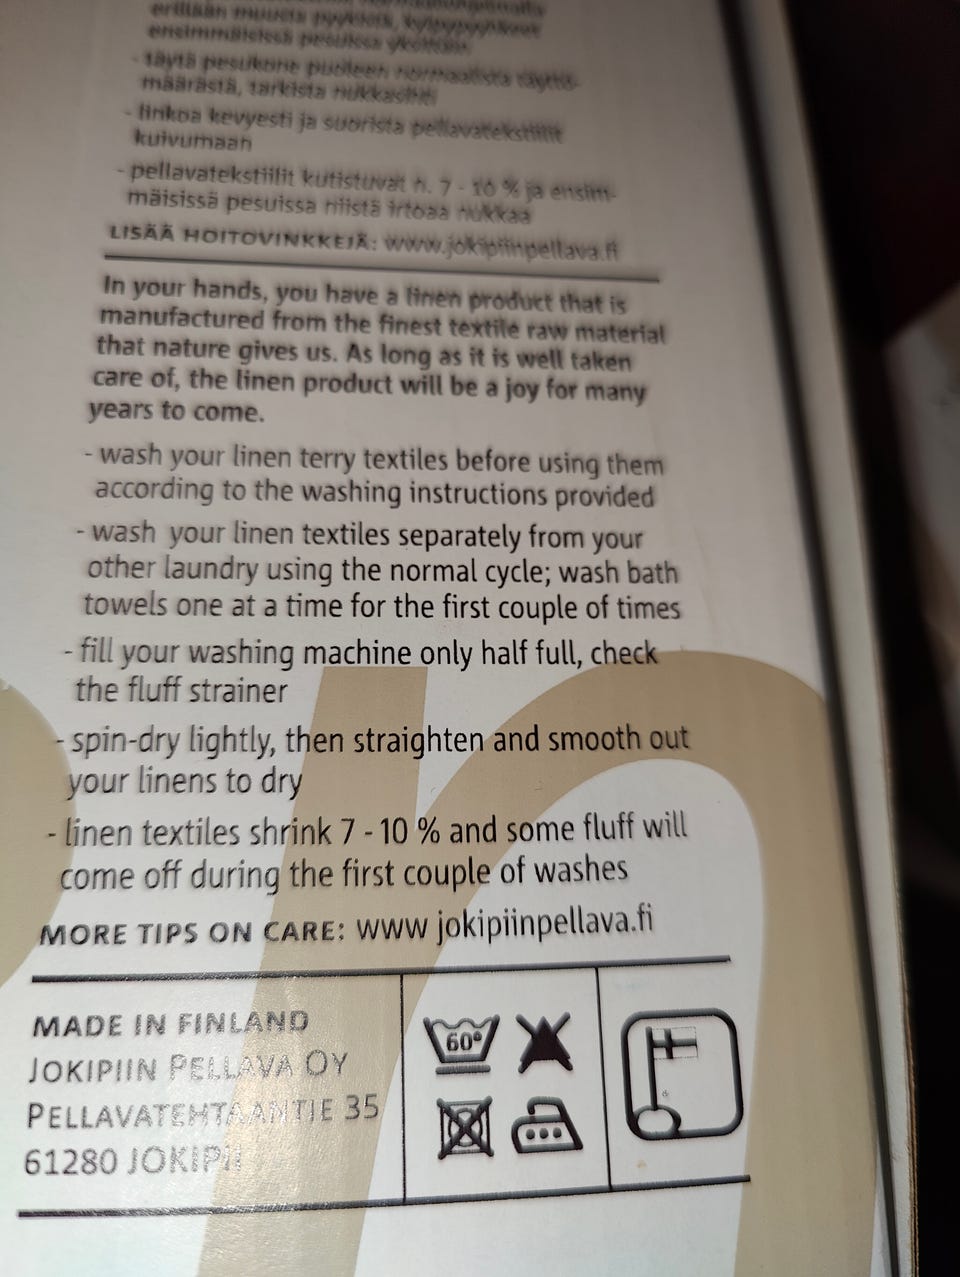 erillään muusta pyykistä, kylpypyyhkeet
ensimmäisissä pesuissa yksitellen
- täytä pesukone puoleen normaalista täyttö-
määrästä, tarkista nukkasihti
- linkoa kevyesti ja suorista pellavatekstiilit
kuivumaan
- pellavatekstiilit kutistuvat n. 7 - 10 % ja ensim-
mäisissä pesuissa niistä irtoaa nukkaa
LISÄÄ HOITOVINKKEJÄ: www.jokipiinpellava.fi
In your hands, you have a linen product that is
manufactured from the finest textile raw material
that nature gives us. As long as it is well taken
care of, the linen product will be a joy for many
years to come.
- wash your linen terry textiles before using them
according to the washing instructions provided
- wash your linen textiles separately from your
other laundry using the normal cycle; wash bath
towels one at a time for the first couple of times
- fill your washing machine only half full, check
the fluff strainer
- spin-dry lightly, then straighten and smooth out
your linens to dry
- linen textiles shrink 7 - 10 % and some fluff will
come off during the first couple of washes
MORE TIPS ON CARE: www jokipiinpellava.fi
MADE IN FINLAND
JOKIPIIN PELLAVA OY
PELLAVATEHTAANTIE 35
61280 JOKIPII
60°